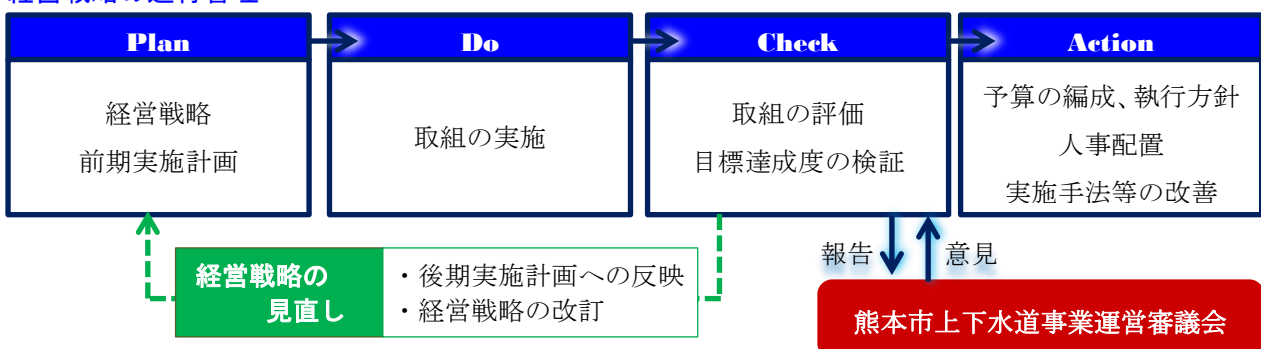 Plan
経営戦略
前期実施計画
Do
取組の実施
Check
取組の評価
目標達成度の検証
Action
予算の編成、執行方針
人事配置
実施手法等の改善
経営戦略の
見直し
・後期実施計画への反映
・経営戦略の改訂
報告
意見
熊本市上下水道事業運営審議会